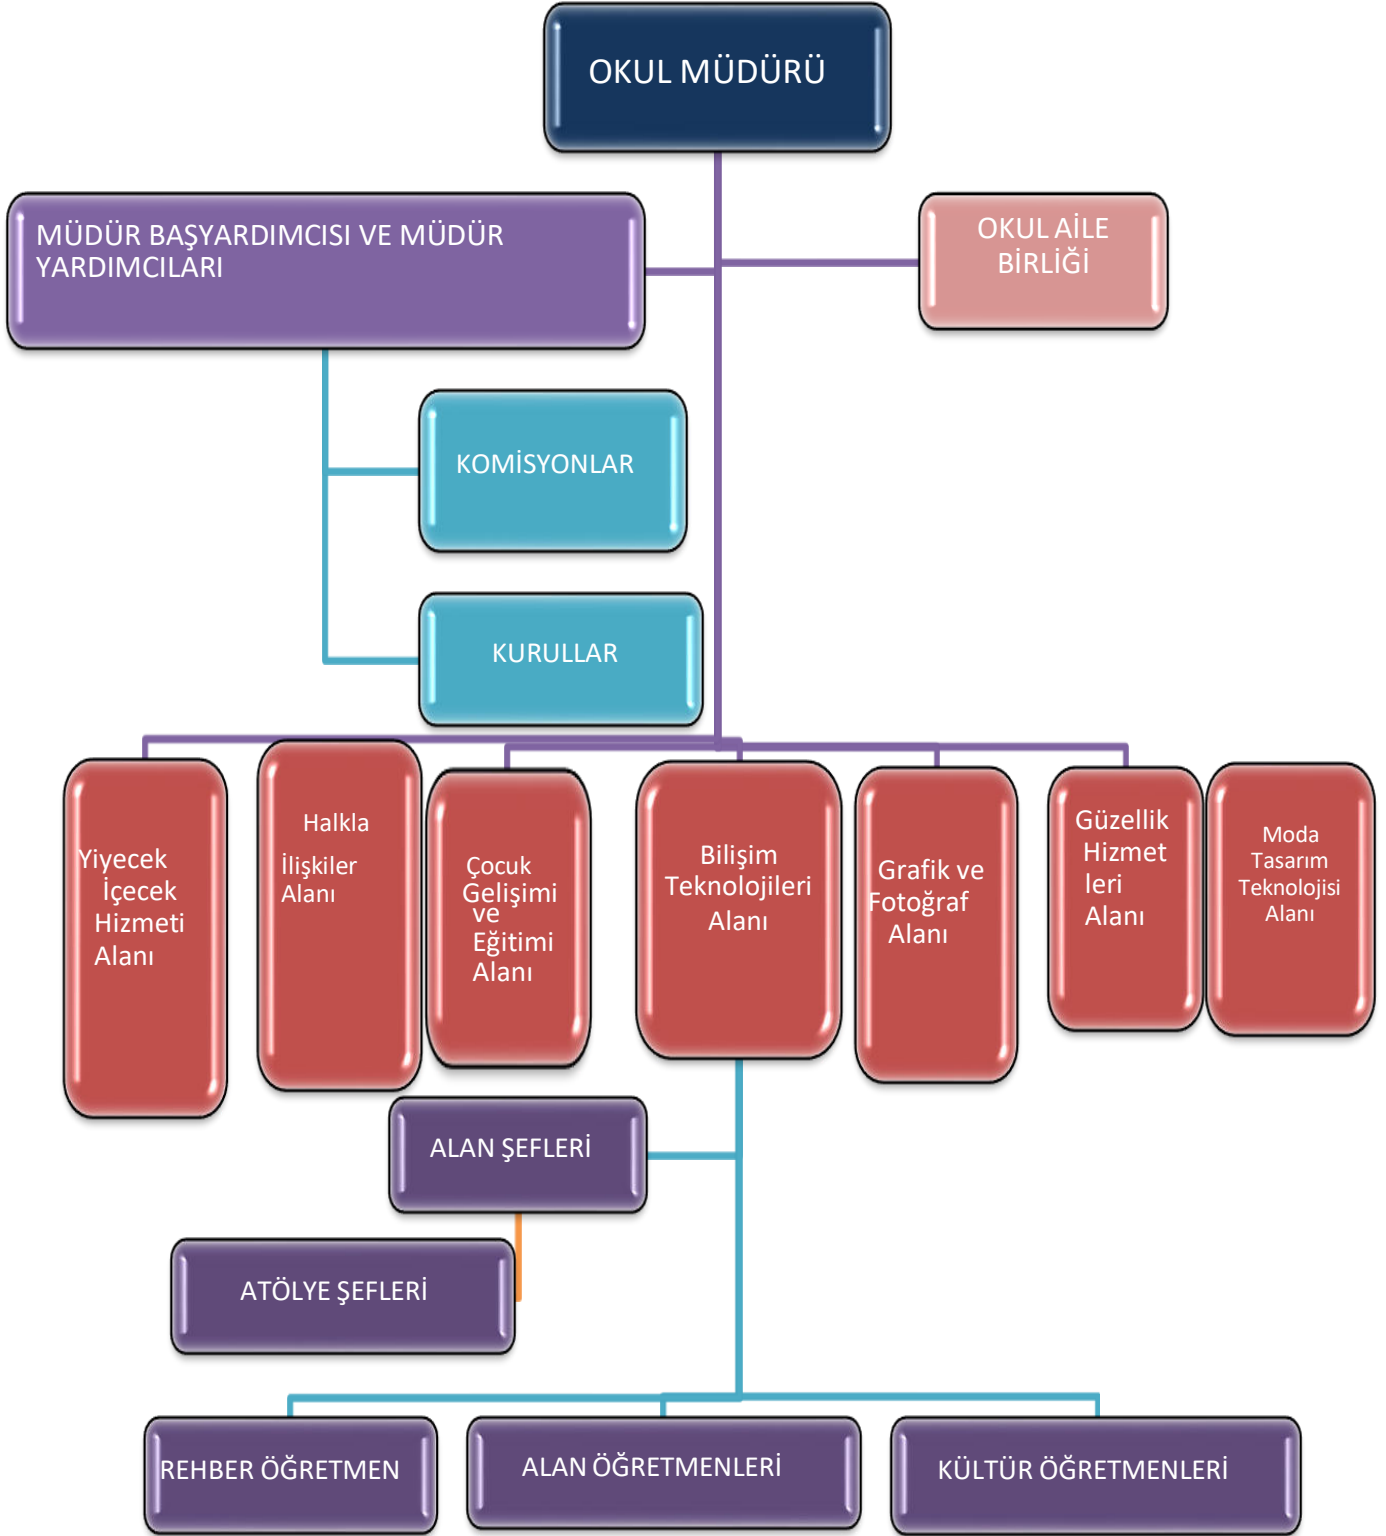 OKUL MÜDÜRÜ
MÜDÜR BAŞYARDIMCISI VE MÜDÜR
YARDIMCILARI
OKUL AİLE
BİRLİĞİ
KOMİSYONLAR
KURULLAR
Yiyecek
İçecek
Hizmeti
Alanı
Halkla
İlişkiler
Alanı
Çocuk
Gelişimi
ve
Eğitimi
Alanı
Bilişim
Teknolojileri
Alanı
Grafik ve
Fotoğraf
Alanı
Güzellik
Hizmet
leri
Alanı
Moda
Tasarım
Teknolojisi
Alanı
ALAN ŞEFLERİ
ATÖLYE ŞEFLERİ
REHBER ÖĞRETMEN
ALAN ÖĞRETMENLERİ
KÜLTÜR ÖĞRETMENLERİ